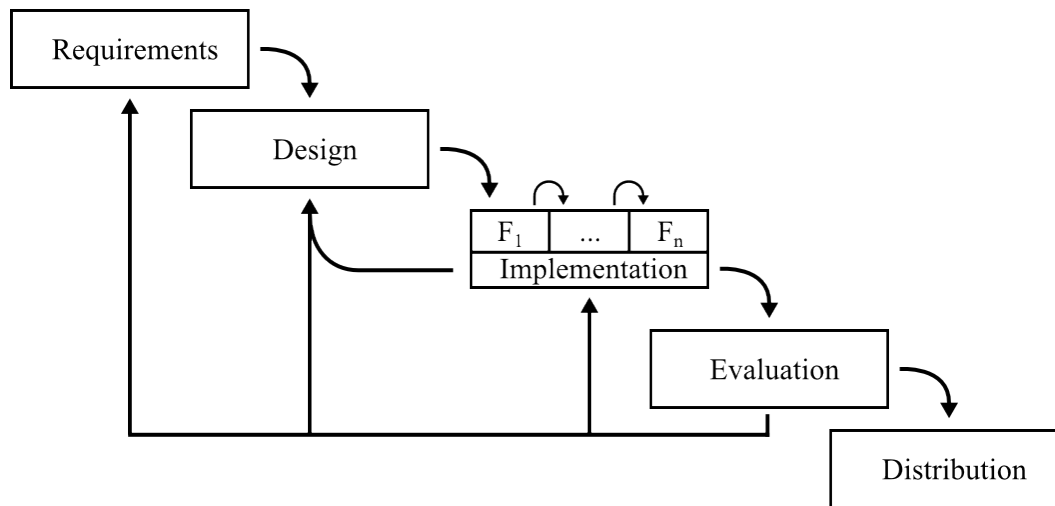 Requirements
Design
F₁ ... Fₙ
Implementation
Evaluation
Distribution